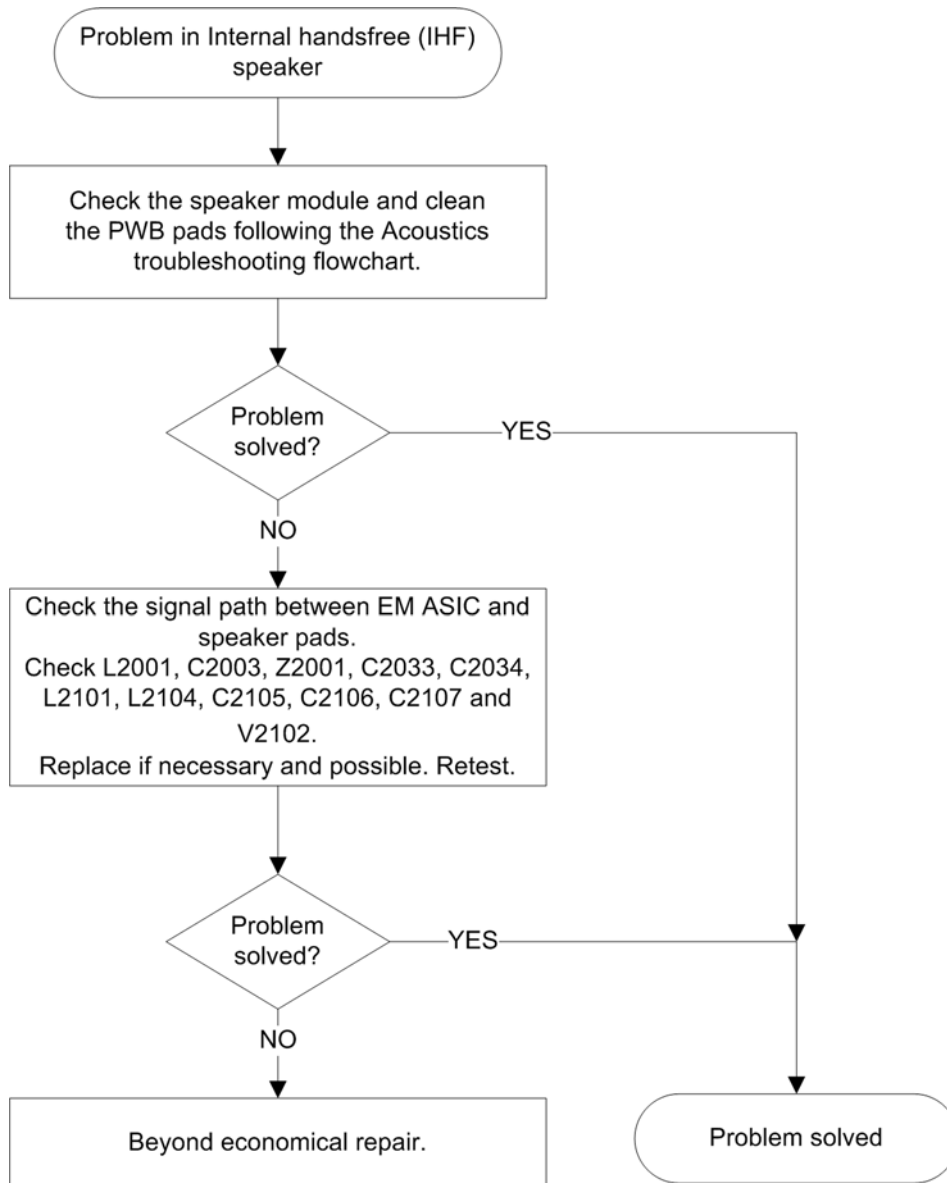 Problem in Internal handsfree (IHF)
speaker
Check the speaker module and clean
the PWB pads following the Acoustics
troubleshooting flowchart.
Problem
solved?
YES
NO
Check the signal path between EM ASIC and
speaker pads.
Check L2001, C2003, Z2001, C2033, C2034,
L2101, L2104, C2105, C2106, C2107 and
V2102.
Replace if necessary and possible. Retest.
Problem
solved?
YES
NO
Beyond economical repair.
Problem solved